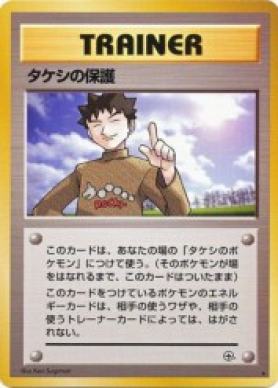 TRAINER
タケシの保護
このカードは、あなたの場の「タケシのポ
ケモン」につけて使う。(そのポケモンが場
をはなれるまで、このカードはついたまま)
このカードをつけているポケモンのエネル
ギーカードは、相手の使うワザや、相手の
使うトレーナーカードによっては、はが
されない。
Illus. Ken Sugimori